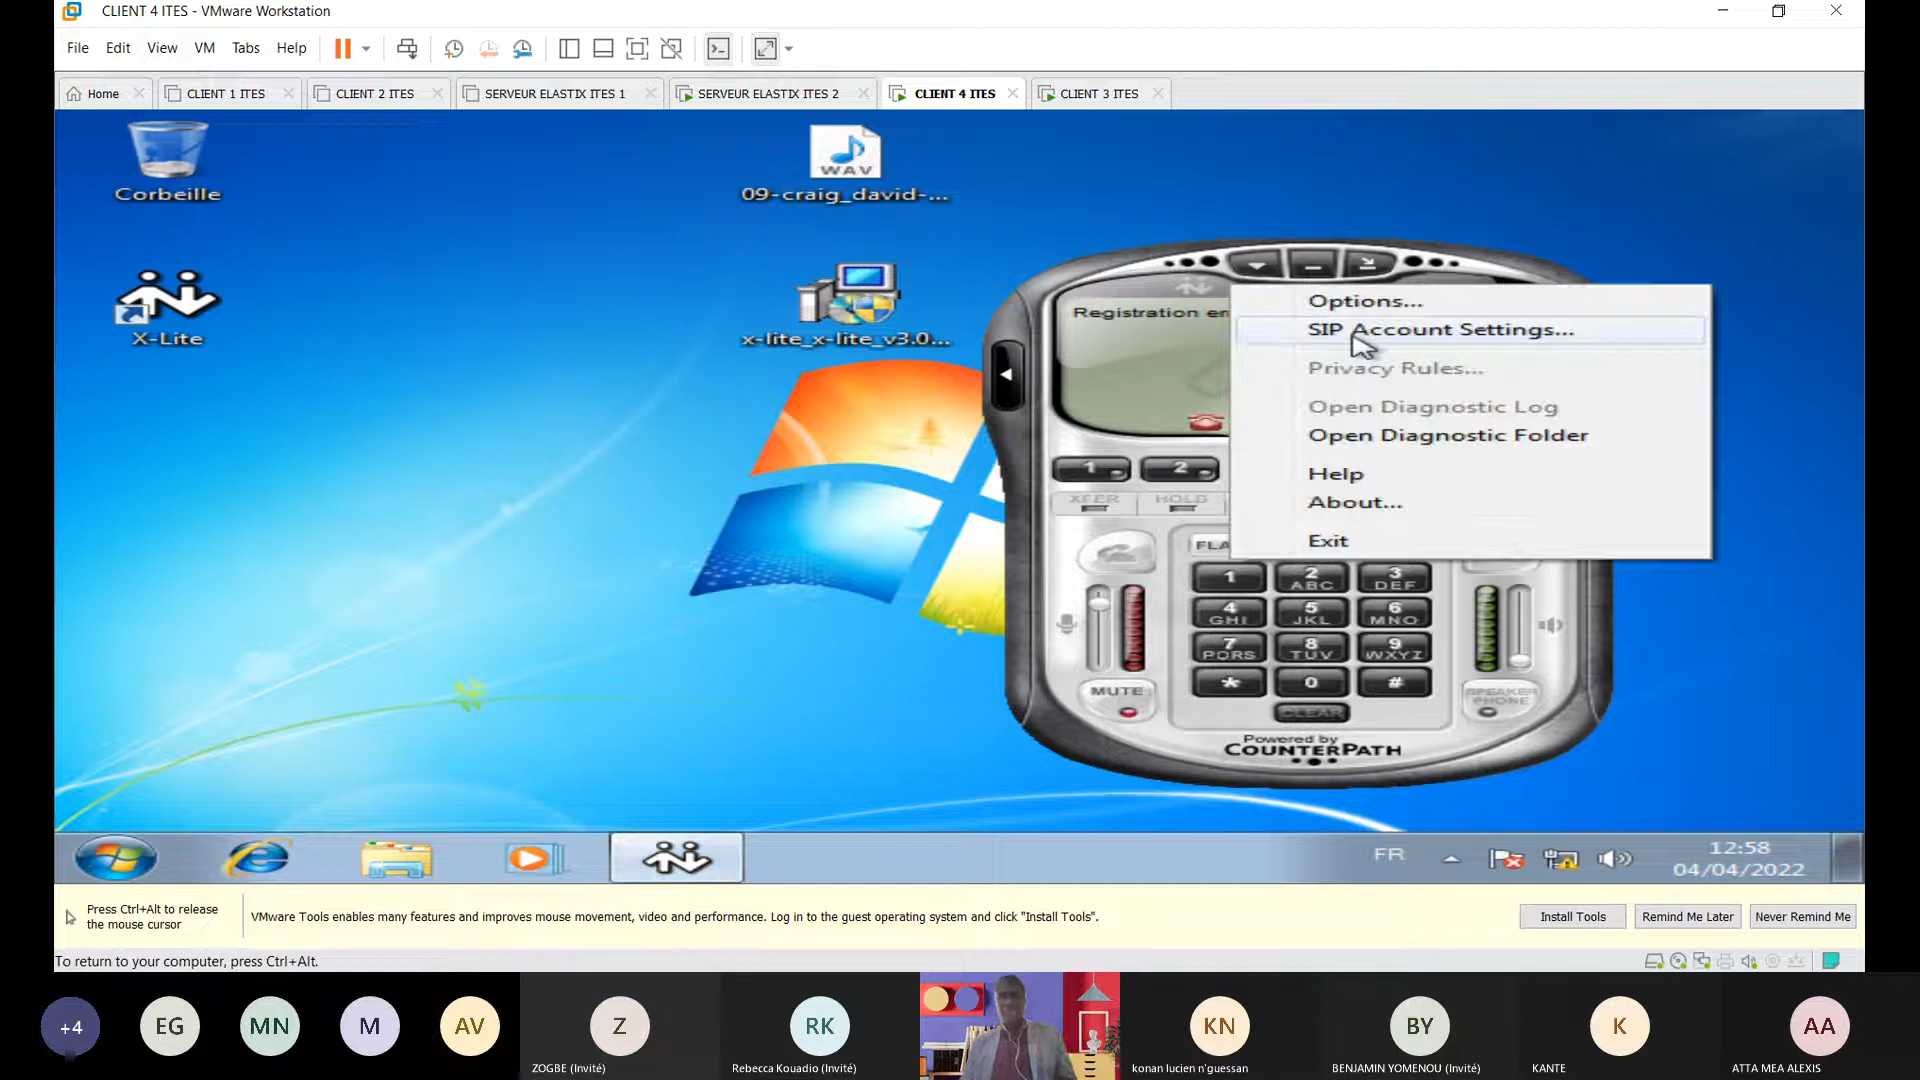 CLIENT 4 ITES - VMware Workstation
File Edit View VM Tabs Help
Home CLIENT 1 ITES CLIENT 2 ITES SERVEUR ELASTIX ITES 1 SERVEUR ELASTIX ITES 2 CLIENT 4 ITES CLIENT 3 ITES
WAV
Corbeille
09-craig_david-...
X-Lite
x-lite_x-lite_v3.0...
Registration er
Options...
SIP Account Settings...
Privacy Rules...
Open Diagnostic Log
Open Diagnostic Folder
Help
About...
Exit
1 2
XFER HOLD
FLA
1 2 ABC 3 DEF
4 GHI 5 JKL 6 MNO
7 PQRS 8 TUV 9 WXYZ
* 0 #
MUTE
SPEAKER PHONE
CLEAR
Powered by
COUNTERPATH
FR
12:58
04/04/2022
Press Ctrl+Alt to release
the mouse cursor
VMware Tools enables many features and improves mouse movement, video and performance. Log in to the guest operating system and click "Install Tools".
Install Tools Remind Me Later Never Remind Me
To return to your computer, press Ctrl+Alt.
+4 EG MN M AV Z RK KN BY K AA
ZOGBE (Invité) Rebecca Kouadio (Invité) konan lucien n'guessan BENJAMIN YOMENOU (Invité) KANTE ATTA MEA ALEXIS